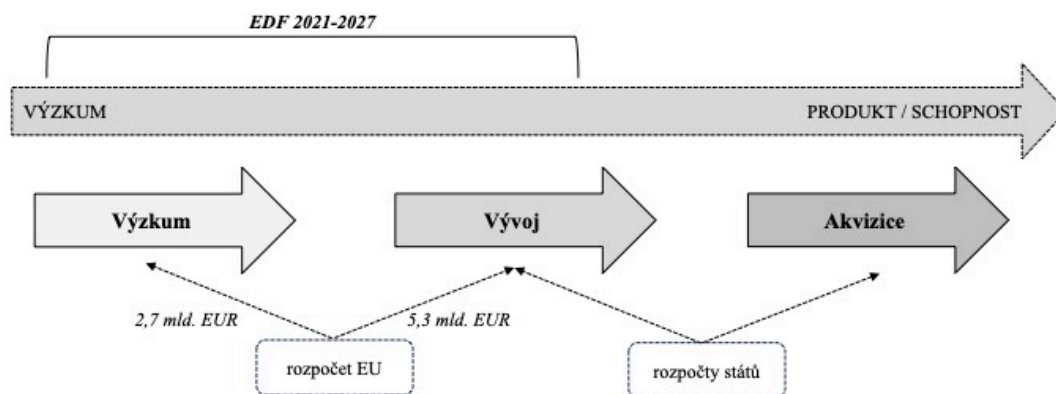 EDF 2021-2027
VÝZKUM PRODUKT / SCHOPNOST
Výzkum Vývoj Akvizice
2,7 mld. EUR 5,3 mld. EUR
rozpočet EU rozpočty států